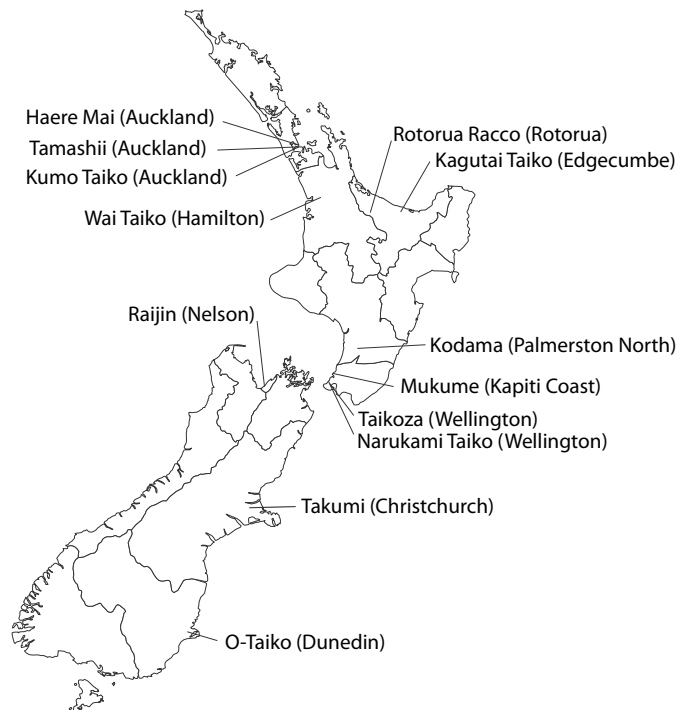 Haere Mai (Auckland)
Tamashii (Auckland)
Kumo Taiko (Auckland)
Rotorua Racco (Rotorua)
Kagutai Taiko (Edgecumbe)
Wai Taiko (Hamilton)
Raijin (Nelson)
Kodama (Palmerston North)
Mukume (Kapiti Coast)
Taikoza (Wellington)
Narukami Taiko (Wellington)
Takumi (Christchurch)
O-Taiko (Dunedin)